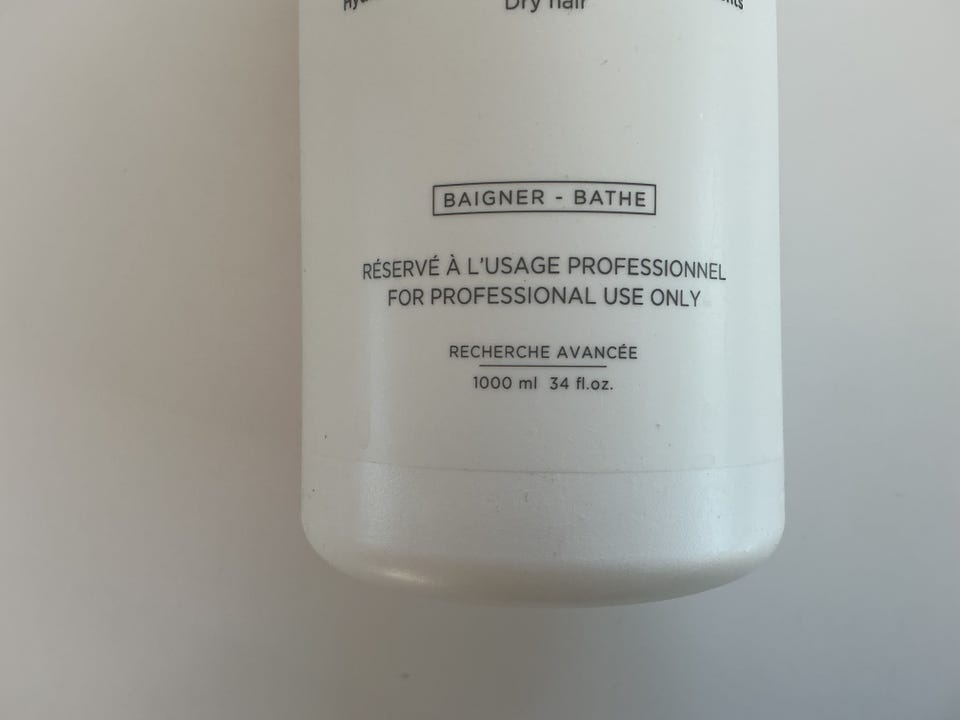 Dry hair
BAIGNER - BATHE
RÉSERVÉ À L'USAGE PROFESSIONNEL
FOR PROFESSIONAL USE ONLY
RECHERCHE AVANCÉE
1000 ml 34 fl.oz.